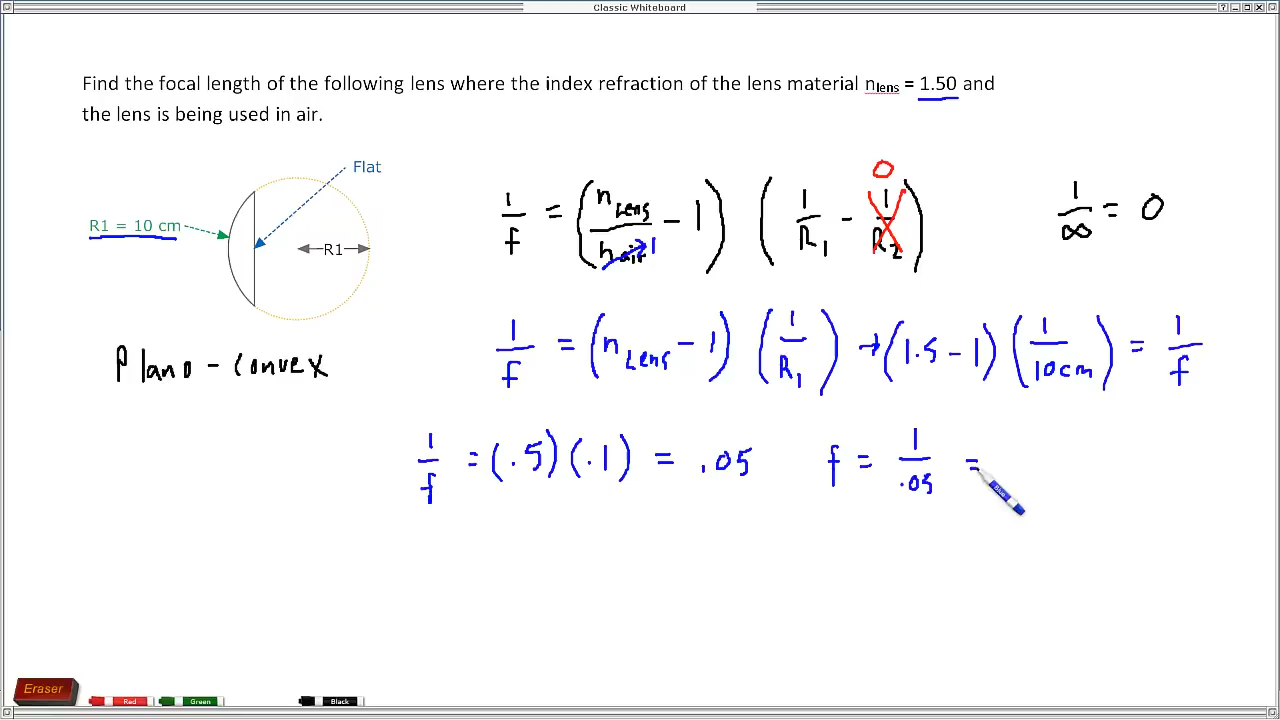 Classic Whiteboard
Find the focal length of the following lens where the index refraction of the lens material nlens = 1.50 and
the lens is being used in air.
Flat
R1 = 10 cm
R1
Plano - convex
1/f = (nLens/nair - 1) (1/R1 - 1/R2)
1
0
1/∞ = 0
1/f = (nLens - 1) (1/R1) → (1.5 - 1) (1/10cm) = 1/f
1/f = (.5) (.1) = .05 f = 1/.05 =
Blue
Eraser
Red Green Black